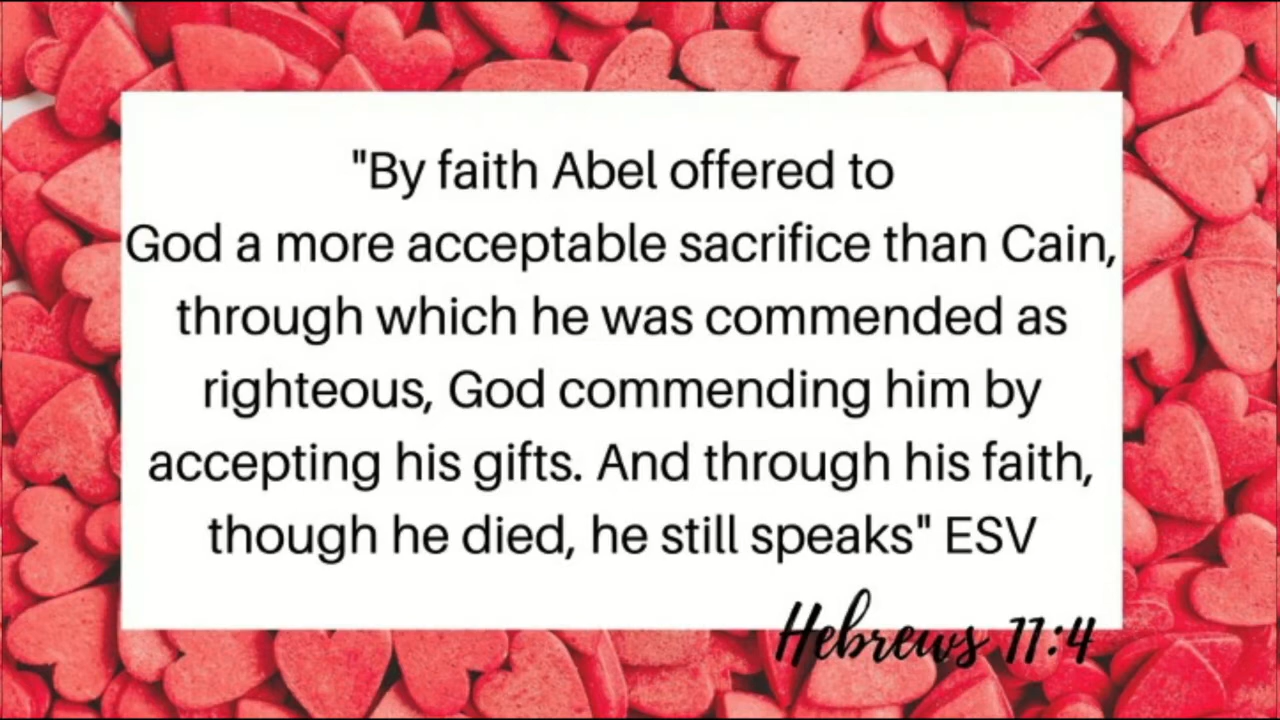 "By faith Abel offered to
God a more acceptable sacrifice than Cain,
through which he was commended as
righteous, God commending him by
accepting his gifts. And through his faith,
though he died, he still speaks" ESV
Hebrews 11:4